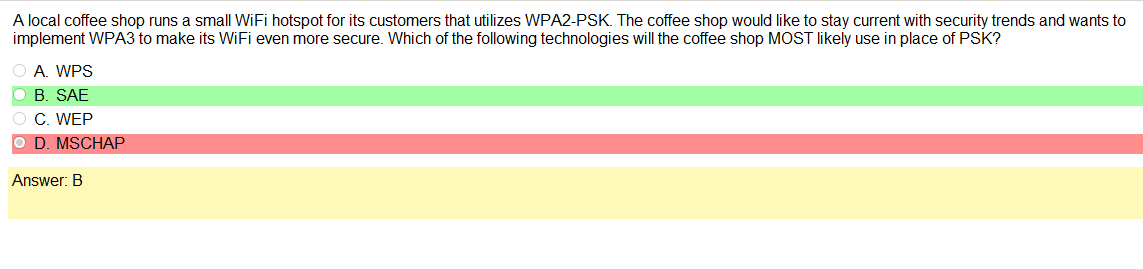 A local coffee shop runs a small WiFi hotspot for its customers that utilizes WPA2-PSK. The coffee shop would like to stay current with security trends and wants to
implement WPA3 to make its WiFi even more secure. Which of the following technologies will the coffee shop MOST likely use in place of PSK?
A. WPS
B. SAE
C. WEP
D. MSCHAP
Answer: B